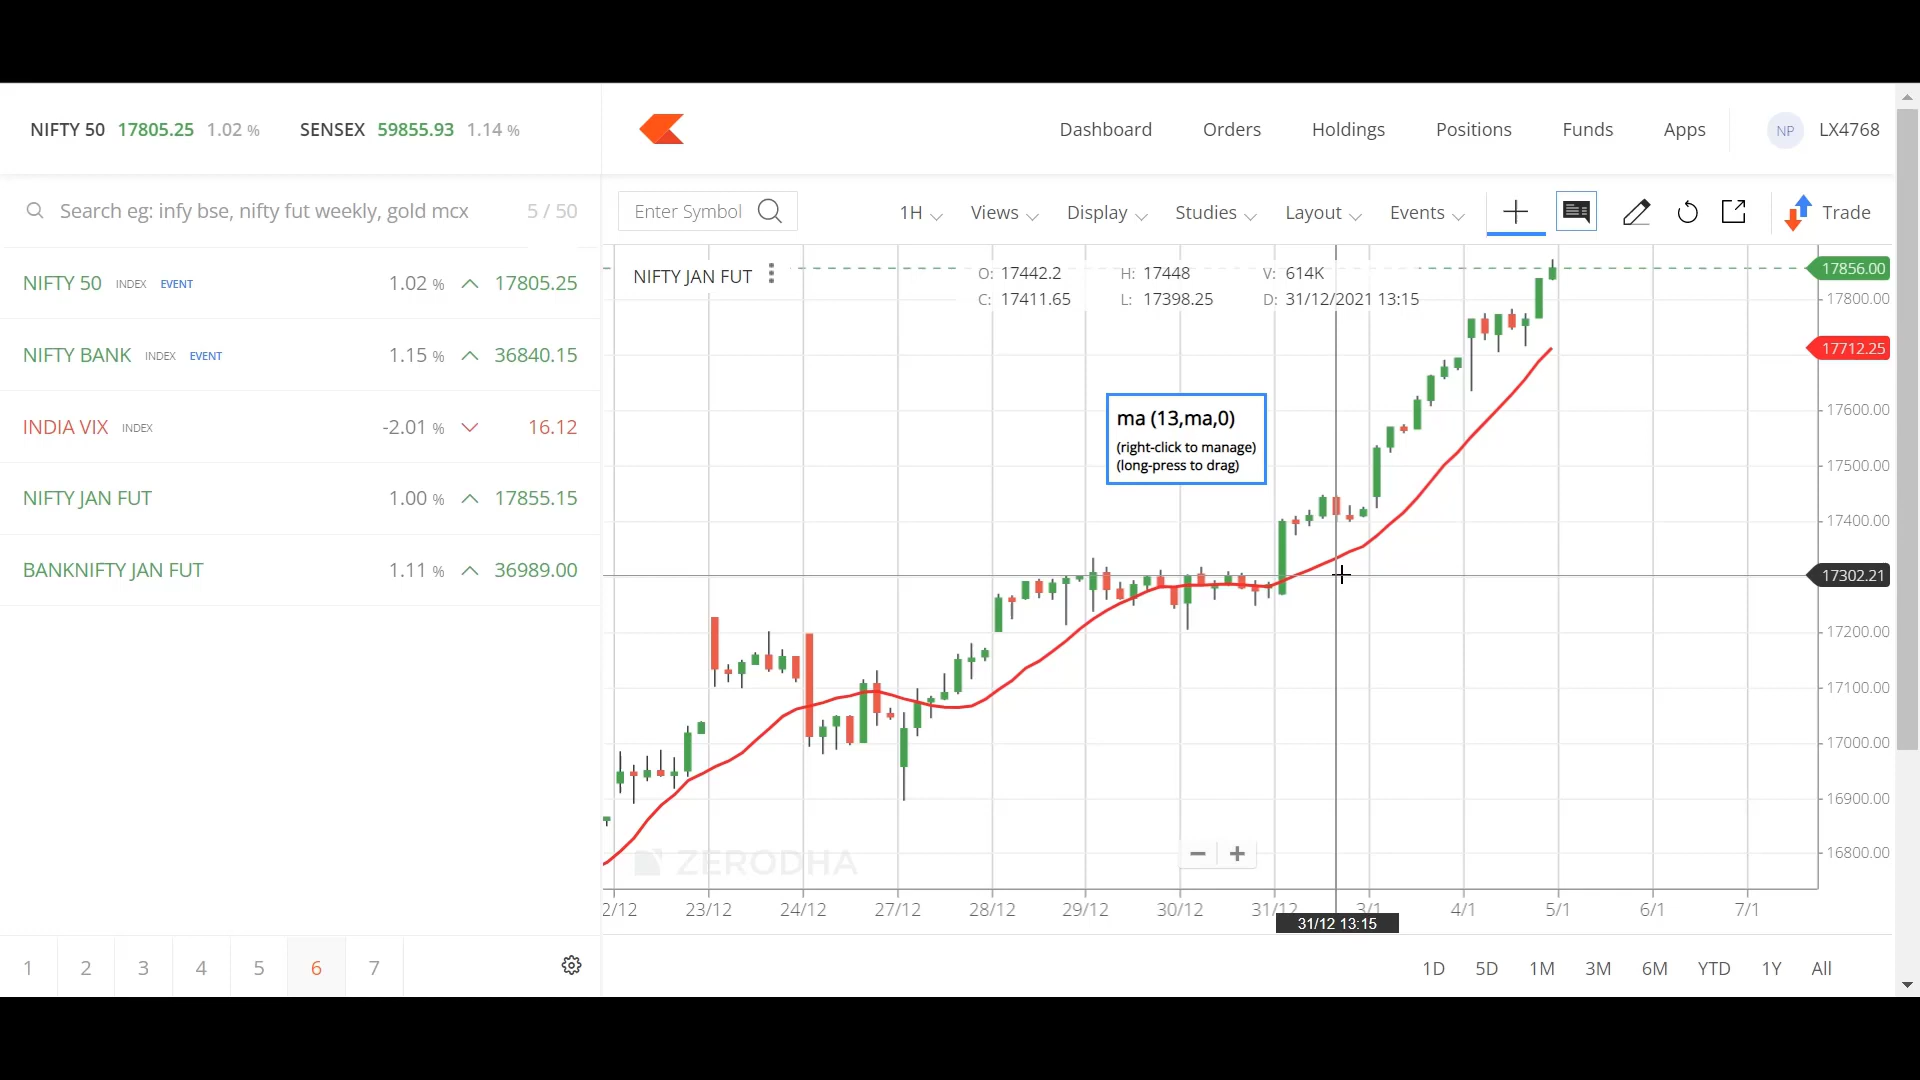 NIFTY 50 17805.25 1.02 % SENSEX 59855.93 1.14 %
Dashboard Orders Holdings Positions Funds Apps NP LX4768
Search eg: infy bse, nifty fut weekly, gold mcx 5 / 50
Enter Symbol 1H Views Display Studies Layout Events Trade
NIFTY 50 INDEX EVENT 1.02 % 17805.25
NIFTY BANK INDEX EVENT 1.15 % 36840.15
INDIA VIX INDEX -2.01 % 16.12
NIFTY JAN FUT 1.00 % 17855.15
BANKNIFTY JAN FUT 1.11 % 36989.00
NIFTY JAN FUT
O: 17442.2 H: 17448 V: 614K
C: 17411.65 L: 17398.25 D: 31/12/2021 13:15
ma (13,ma,0)
(right-click to manage)
(long-press to drag)
17856.00
17800.00
17712.25
17600.00
17500.00
17400.00
17302.21
17200.00
17100.00
17000.00
16900.00
16800.00
ZERODHA
2/12 23/12 24/12 27/12 28/12 29/12 30/12 31/12 3/1 4/1 5/1 6/1 7/1
31/12 13:15
1 2 3 4 5 6 7
1D 5D 1M 3M 6M YTD 1Y All